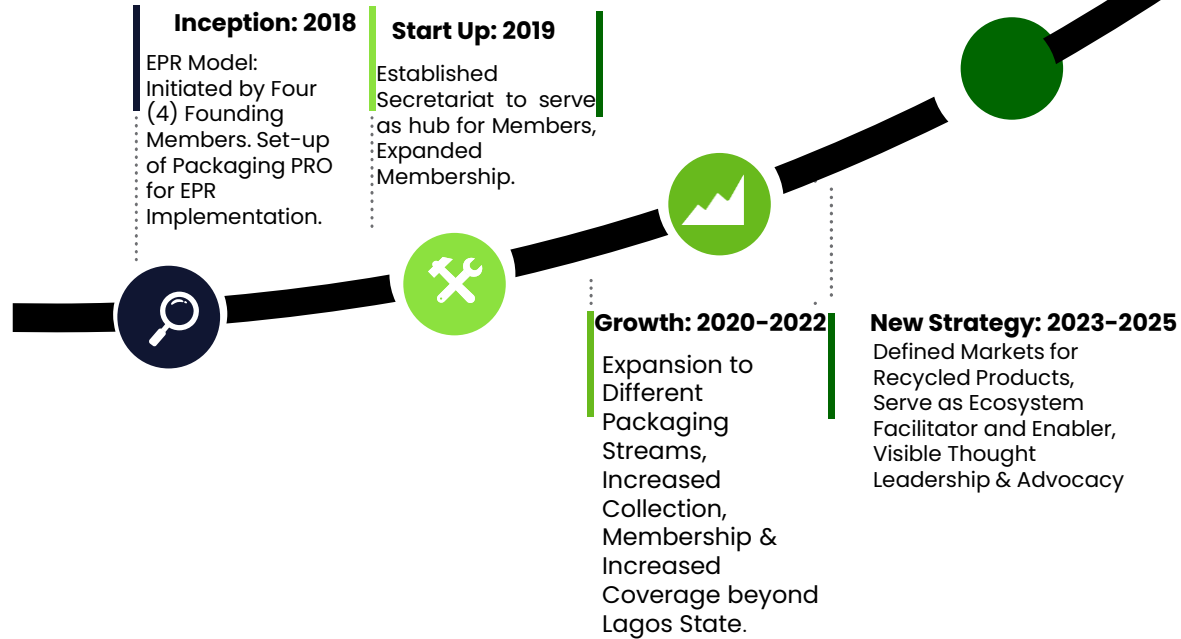 Inception: 2018
EPR Model:
Initiated by Four
(4) Founding
Members. Set-up
of Packaging PRO
for EPR
Implementation.
Start Up: 2019
Established
Secretariat to serve
as hub for Members,
Expanded
Membership.
Growth: 2020-2022
Expansion to
Different
Packaging
Streams,
Increased
Collection,
Membership &
Increased
Coverage beyond
Lagos State.
New Strategy: 2023-2025
Defined Markets for
Recycled Products,
Serve as Ecosystem
Facilitator and Enabler,
Visible Thought
Leadership & Advocacy